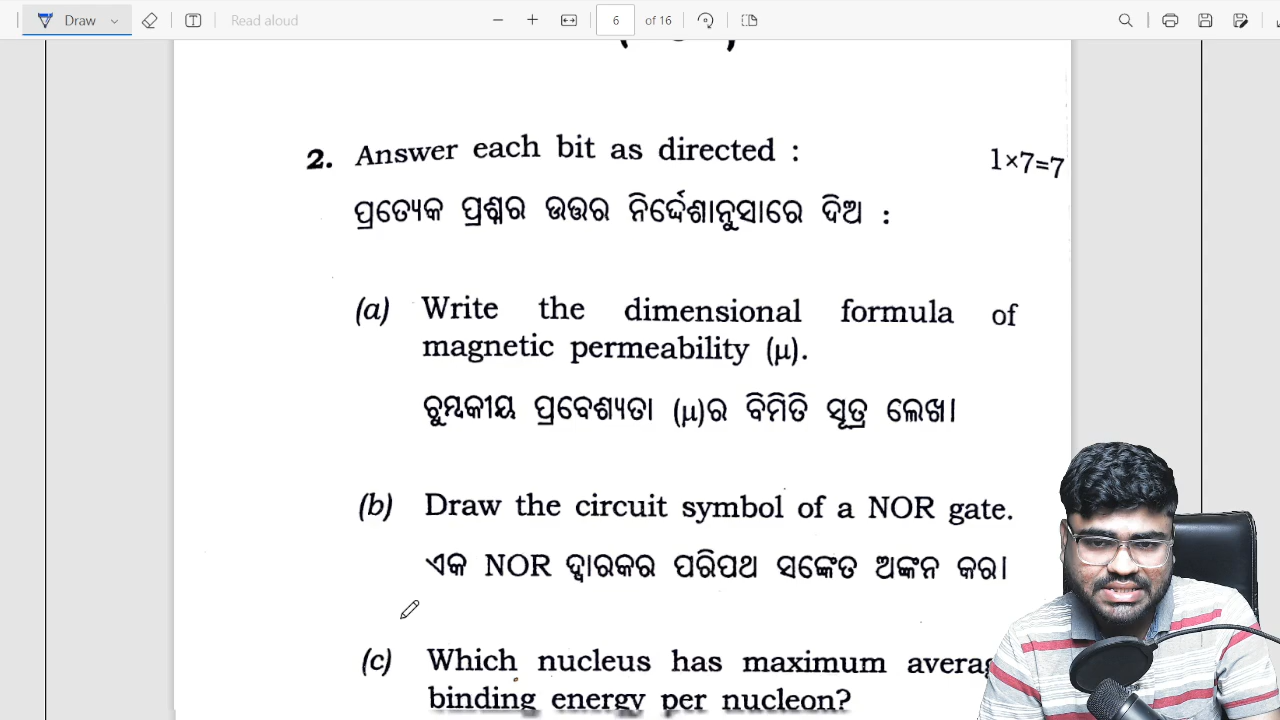 Draw
Read aloud
6 of 16
2. Answer each bit as directed : 1×7=7
ପ୍ରତ୍ୟେକ ପ୍ରଶ୍ନର ଉତ୍ତର ନିର୍ଦ୍ଦେଶାନୁସାରେ ଦିଅ :
(a) Write the dimensional formula of
magnetic permeability (μ).
ଚୁମ୍ବକୀୟ ପ୍ରବେଶ୍ୟତା (μ)ର ବିମିତି ସୂତ୍ର ଲେଖ।
(b) Draw the circuit symbol of a NOR gate.
ଏକ NOR ଦ୍ୱାରକର ପରିପଥ ସଙ୍କେତ ଅଙ୍କନ କର।
(c) Which nucleus has maximum averag
binding energy per nucleon?